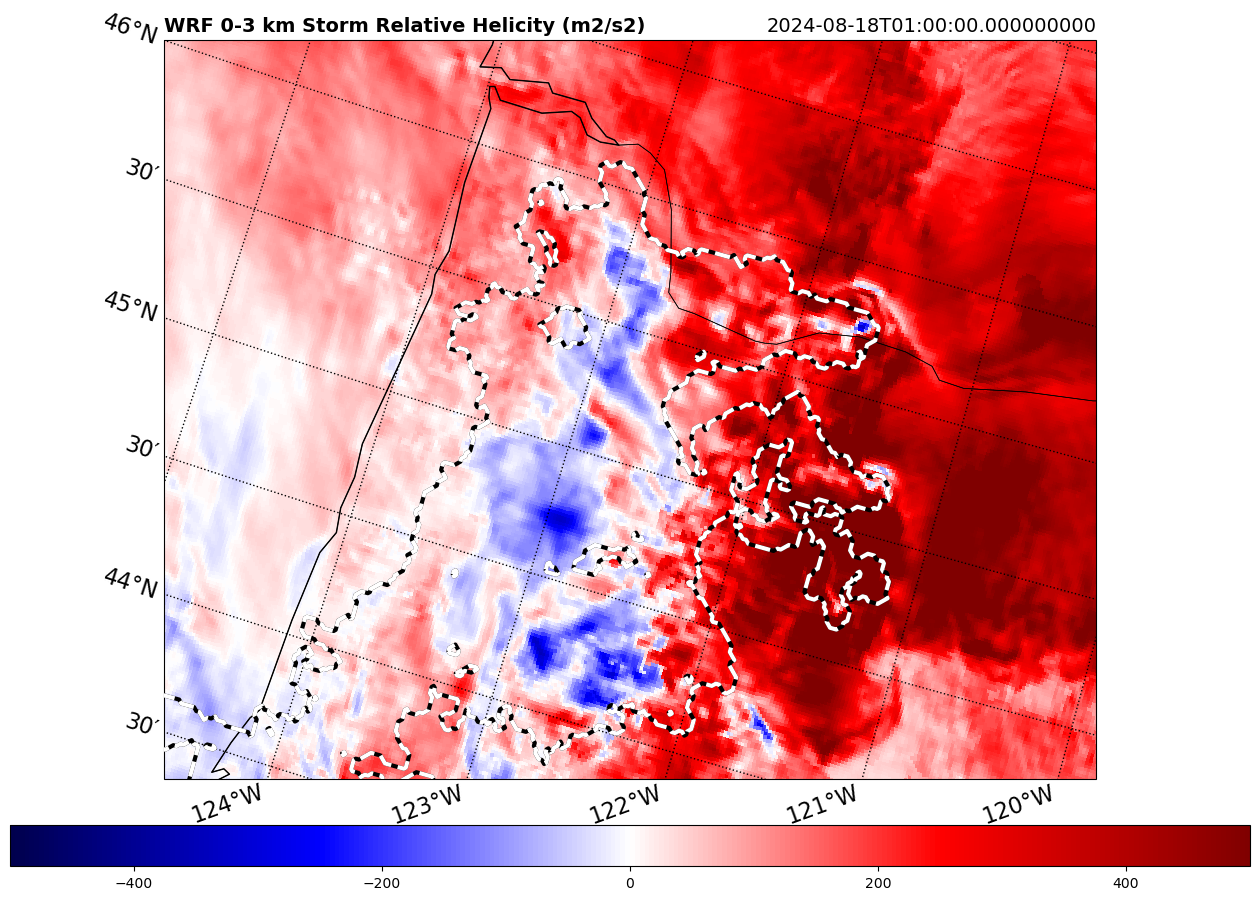 WRF 0-3 km Storm Relative Helicity (m2/s2)
2024-08-18T01:00:00.000000000
46°N
30′
45°N
30′
44°N
30′
124°W
123°W
122°W
121°W
120°W
−400
−200
0
200
400